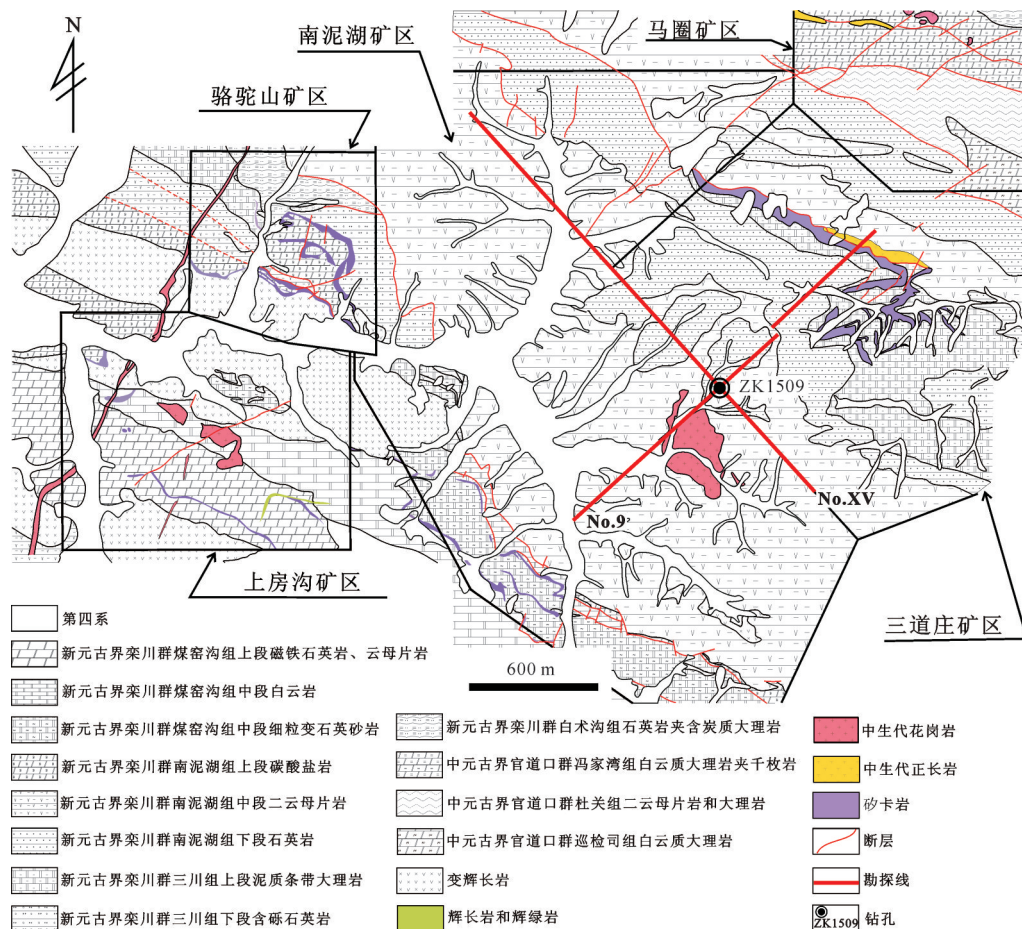 N
南泥湖矿区
马圈矿区
骆驼山矿区
ZK1509
No.XV
No.9
上房沟矿区
三道庄矿区
600 m
第四系
新元古界栾川群煤窑沟组上段磁铁石英岩、云母片岩
新元古界栾川群煤窑沟组中段白云岩
新元古界栾川群煤窑沟组中段细粒变石英砂岩
新元古界栾川群南泥湖组上段碳酸盐岩
新元古界栾川群南泥湖组中段二云母片岩
新元古界栾川群南泥湖组下段石英岩
新元古界栾川群三川组上段泥质条带大理岩
新元古界栾川群三川组下段含砾石英岩
新元古界栾川群白术沟组石英岩夹含炭质大理岩
中元古界官道口群冯家湾组白云质大理岩夹千枚岩
中元古界官道口群杜关组二云母片岩和大理岩
中元古界官道口群巡检司组白云质大理岩
变辉长岩
辉长岩和辉绿岩
中生代花岗岩
中生代正长岩
矽卡岩
断层
勘探线
ZK1509
钻孔